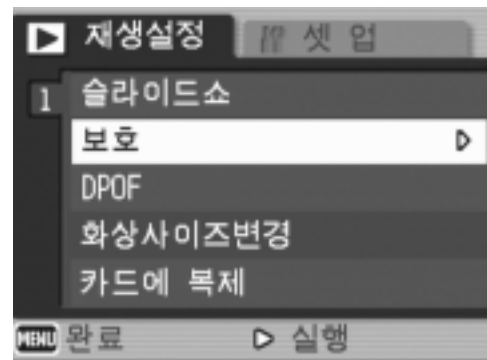 재생설정 셋 업
1 슬라이드쇼
보호
DPOF
화상사이즈변경
카드에 복제
MENU 완료 실행